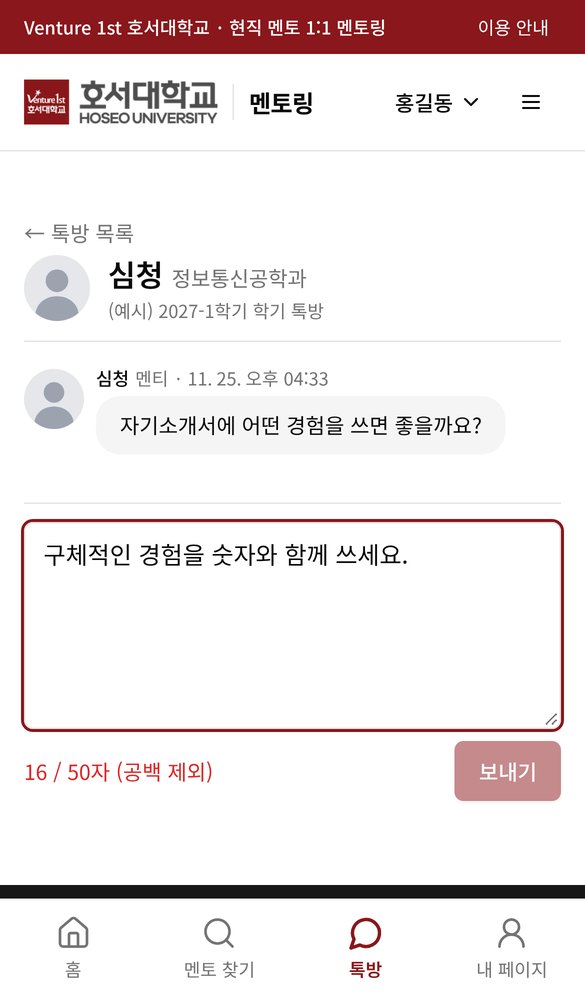 Venture 1st 호서대학교 · 현직 멘토 1:1 멘토링 이용 안내
Venture 1st 호서대학교 호서대학교 HOSEO UNIVERSITY 멘토링 홍길동
← 톡방 목록
심청 정보통신공학과
(예시) 2027-1학기 학기 톡방
심청 멘티 · 11. 25. 오후 04:33
자기소개서에 어떤 경험을 쓰면 좋을까요?
구체적인 경험을 숫자와 함께 쓰세요.
16 / 50자 (공백 제외) 보내기
홈 멘토 찾기 톡방 내 페이지